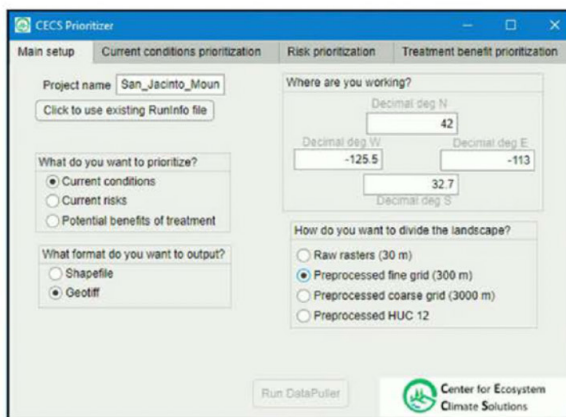 CECS Prioritizer
Main setup Current conditions prioritization Risk prioritization Treatment benefit prioritization
Project name San_Jacinto_Moun
Click to use existing RunInfo file
What do you want to prioritize?
Current conditions
Current risks
Potential benefits of treatment
What format do you want to output?
Shapefile
Geotiff
Where are you working?
Decimal deg N
42
Decimal deg W Decimal deg E
-125.5 -113
32.7
Decimal deg S
How do you want to divide the landscape?
Raw rasters (30 m)
Preprocessed fine grid (300 m)
Preprocessed coarse grid (3000 m)
Preprocessed HUC 12
Run DataPuller
Center for Ecosystem
Climate Solutions